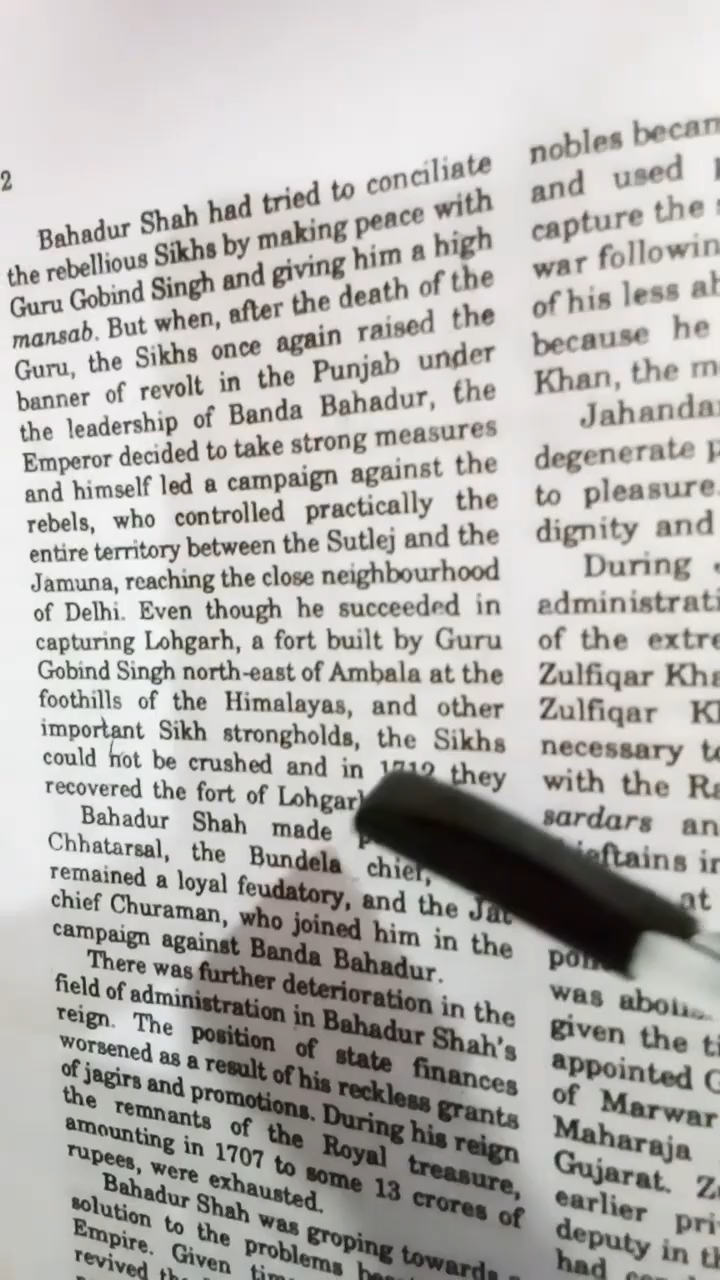 2
Bahadur Shah had tried to conciliate
the rebellious Sikhs by making peace with
Guru Gobind Singh and giving him a high
mansab. But when, after the death of the
Guru, the Sikhs once again raised the
banner of revolt in the Punjab under
the leadership of Banda Bahadur, the
Emperor decided to take strong measures
and himself led a campaign against the
rebels, who controlled practically the
entire territory between the Sutlej and the
Jamuna, reaching the close neighbourhood
of Delhi. Even though he succeeded in
capturing Lohgarh, a fort built by Guru
Gobind Singh north-east of Ambala at the
foothills of the Himalayas, and other
important Sikh strongholds, the Sikhs
could not be crushed and in 1712 they
recovered the fort of
Bahadur Shah made
Chhatarsal, the Bundela chief,
remained a loyal feudatory, and the Jat
chief Churaman, who joined him in the
campaign against Banda Bahadur.
There was further deterioration in the
field of administration in Bahadur Shah's
reign. The position of state finances
worsened as a result of his reckless grants
of jagirs and promotions. During his reign
the remnants of the Royal treasure,
amounting in 1707 to some 13 crores of
rupees, were exhausted.
Bahadur Shah was groping towards
solution to the problems
Empire. Given
revived
nobles
and used
capture the
war
of his less
because he
Khan, the
degenerate
to pleasure.
dignity and
During
of the
Zulfiqar
Zulfiqar
necessary
with the
sardars
at
was
given the
appointed
of Marwar
Maharaja
Gujarat.
earlier
deputy in
had